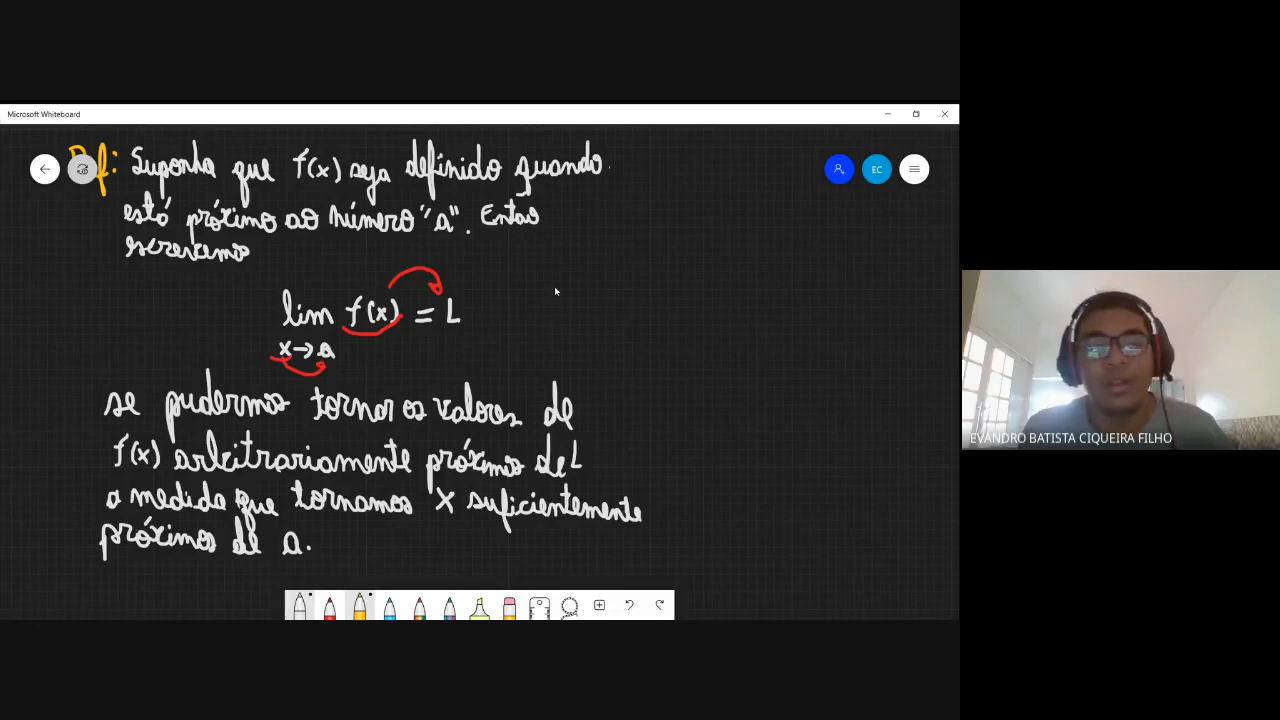 Microsoft Whiteboard
Def: Suponha que f(x) seja definido quando
está próximo ao número "a". Entao
escrevemos
EC
lim f(x) = L
x→a
se pudermos tornar os valores de
f(x) arbitrariamente próximos de L
a medida que tornamos x suficientemente
próximos de a.
EVANDRO BATISTA CIQUEIRA FILHO